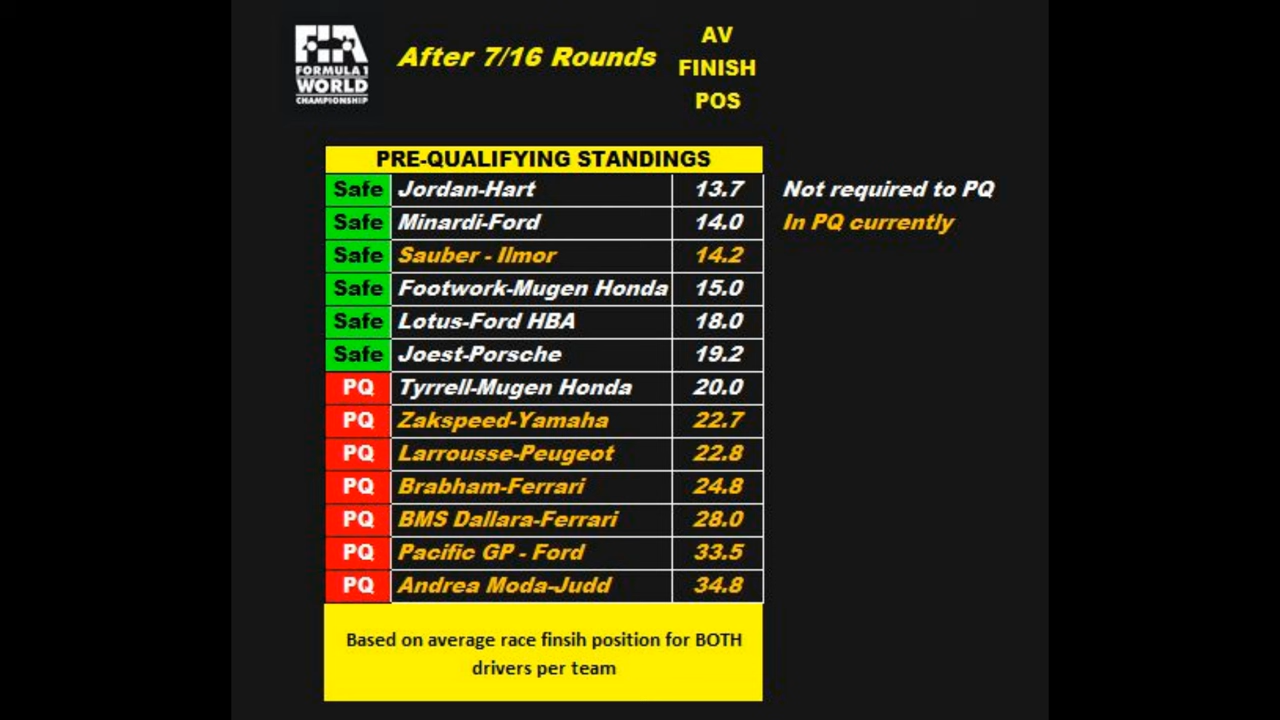 FIA
FORMULA 1
WORLD
CHAMPIONSHIP
After 7/16 Rounds
AV
FINISH
POS
PRE-QUALIFYING STANDINGS
Safe Jordan-Hart 13.7 Not required to PQ
Safe Minardi-Ford 14.0 In PQ currently
Safe Sauber - Ilmor 14.2
Safe Footwork-Mugen Honda 15.0
Safe Lotus-Ford HBA 18.0
Safe Joest-Porsche 19.2
PQ Tyrrell-Mugen Honda 20.0
PQ Zakspeed-Yamaha 22.7
PQ Larrousse-Peugeot 22.8
PQ Brabham-Ferrari 24.8
PQ BMS Dallara-Ferrari 28.0
PQ Pacific GP - Ford 33.5
PQ Andrea Moda-Judd 34.8
Based on average race finsih position for BOTH
drivers per team